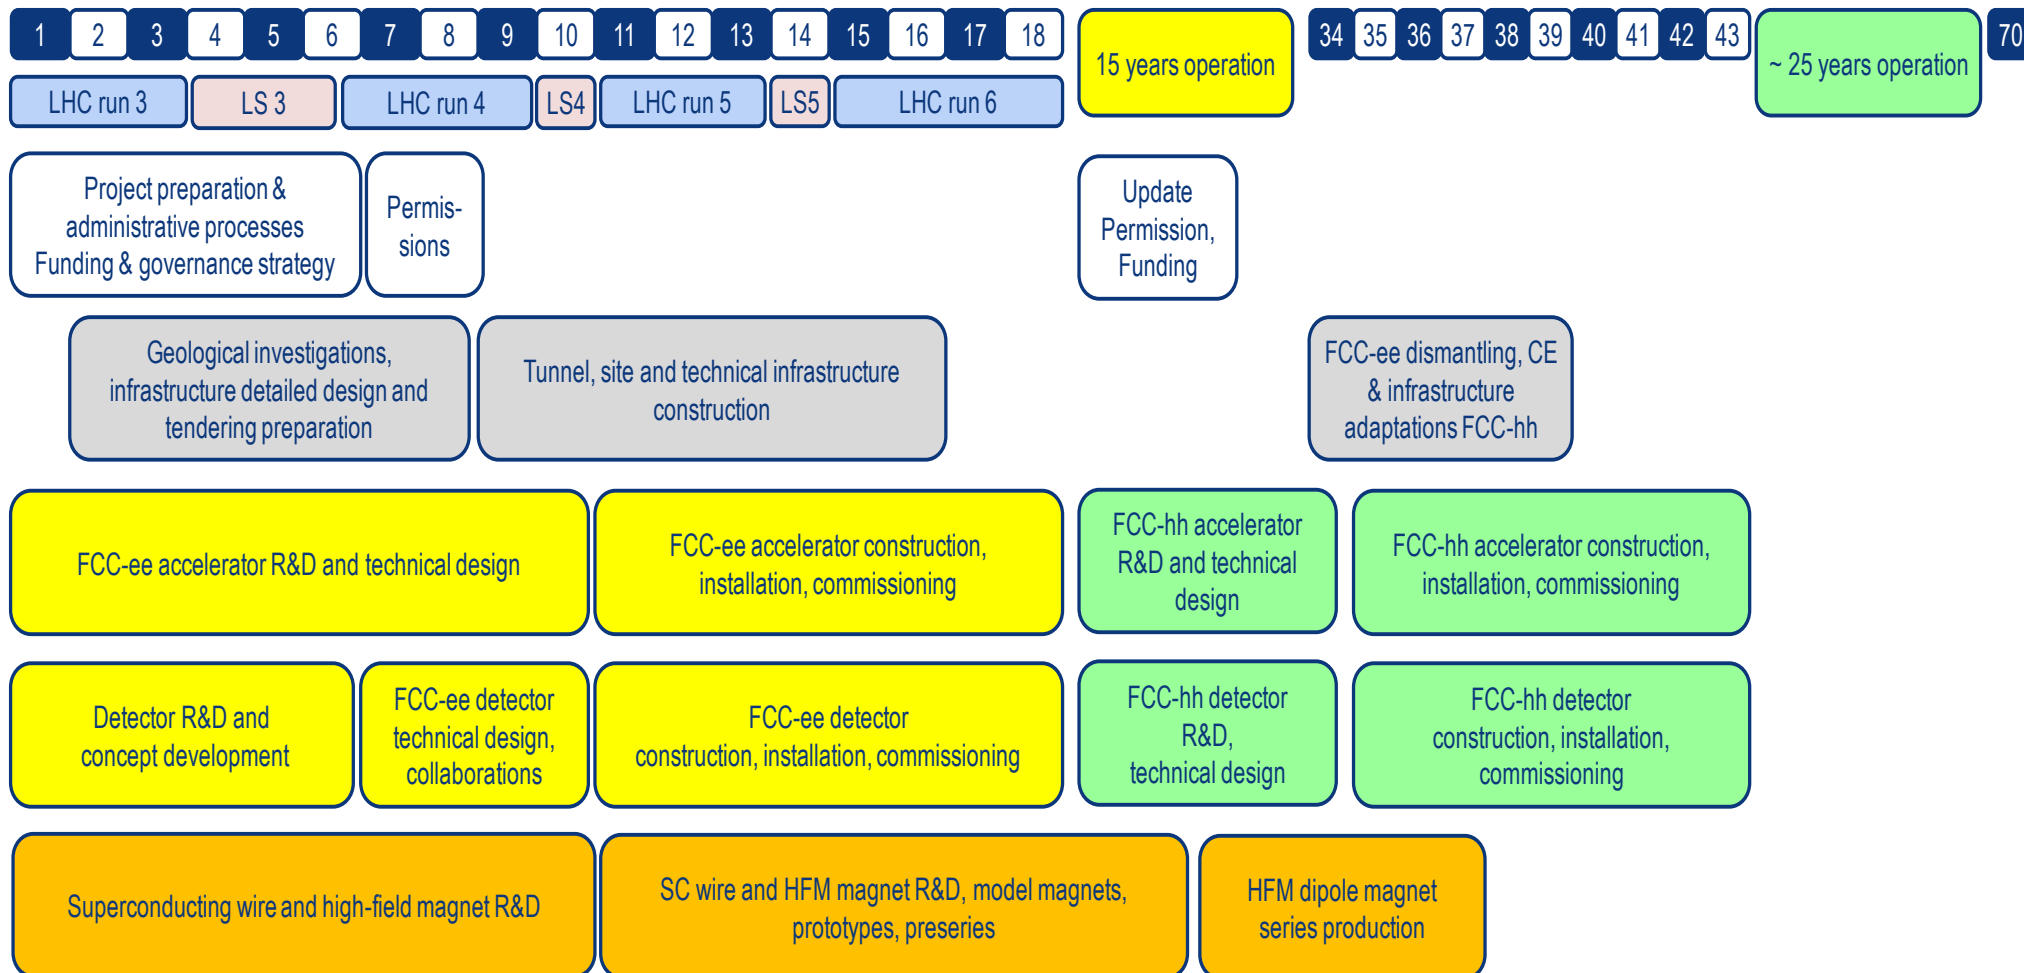 1 2 3 4 5 6 7 8 9 10 11 12 13 14 15 16 17 18
15 years operation
34 35 36 37 38 39 40 41 42 43
~ 25 years operation
70
LHC run 3
LS 3
LHC run 4
LS4
LHC run 5
LS5
LHC run 6
Project preparation &
administrative processes
Funding & governance strategy
Permis-
sions
Update
Permission,
Funding
Geological investigations,
infrastructure detailed design and
tendering preparation
Tunnel, site and technical infrastructure
construction
FCC-ee dismantling, CE
& infrastructure
adaptations FCC-hh
FCC-ee accelerator R&D and technical design
FCC-ee accelerator construction,
installation, commissioning
FCC-hh accelerator
R&D and technical
design
FCC-hh accelerator construction,
installation, commissioning
Detector R&D and
concept development
FCC-ee detector
technical design,
collaborations
FCC-ee detector
construction, installation, commissioning
FCC-hh detector
R&D,
technical design
FCC-hh detector
construction, installation,
commissioning
Superconducting wire and high-field magnet R&D
SC wire and HFM magnet R&D, model magnets,
prototypes, preseries
HFM dipole magnet
series production